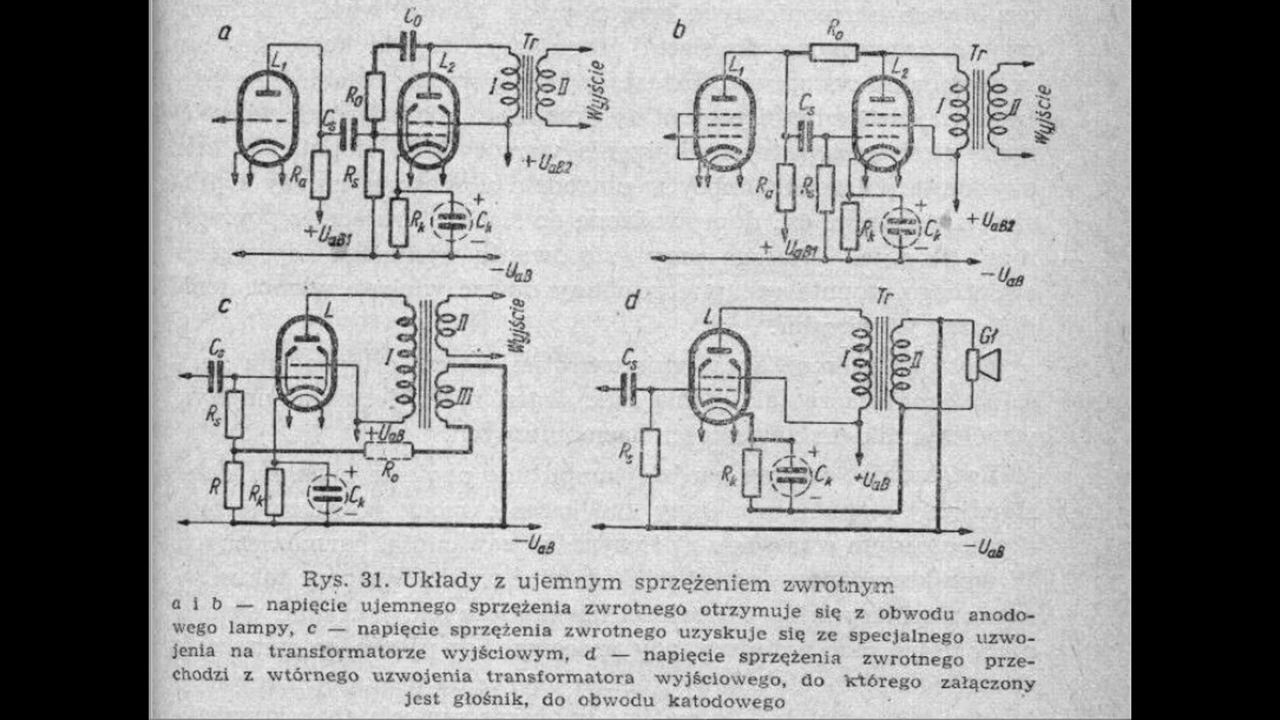 a
C₀
Tr
L₁
L₂
R₀
I
II
Wyjście
Cs
Ra
Rs
+UaB2
+UaB1
Rk
+
Ck
−
−UaB
b
R₀
Tr
L₁
L₂
I
II
Wyjście
Cs
Ra
Rs
+UaB2
+ UaB1
Rk
+
Ck
−
−UaB
c
L
I
II
Wyjście
III
Cs
Rs
+UaB
R₀
R
Rk
+
Ck
−
−UaB
d
L
Tr
I
II
Gł
Cs
Rs
Rk
+
Ck
−
+UaB
−UaB
Rys. 31. Układy z ujemnym sprzężeniem zwrotnym
a i b — napięcie ujemnego sprzężenia zwrotnego otrzymuje się z obwodu anodo-
wego lampy, c — napięcie sprzężenia zwrotnego uzyskuje się ze specjalnego uzwo-
jenia na transformatorze wyjściowym, d — napięcie sprzężenia zwrotnego prze-
chodzi z wtórnego uzwojenia transformatora wyjściowego, do którego załączony
jest głośnik, do obwodu katodowego